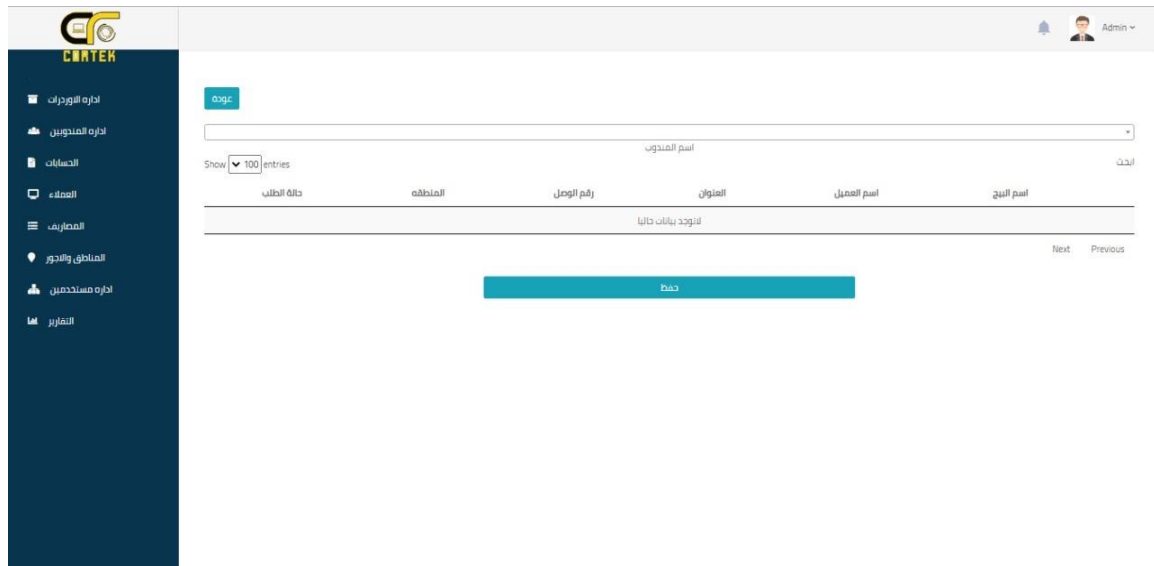 CORTEK
Admin
اداره الاوردرات
اداره المندوبين
الحسابات
العملاء
المصاريف
المناطق والاجور
اداره مستخدمين
التقارير
عودة
اسم المندوب
Show 100 entries
ابحث
اسم البيج اسم العميل العنوان رقم الوصل المنطقه حالة الطلب
لاتوجد بيانات حاليا
Next Previous
حفظ